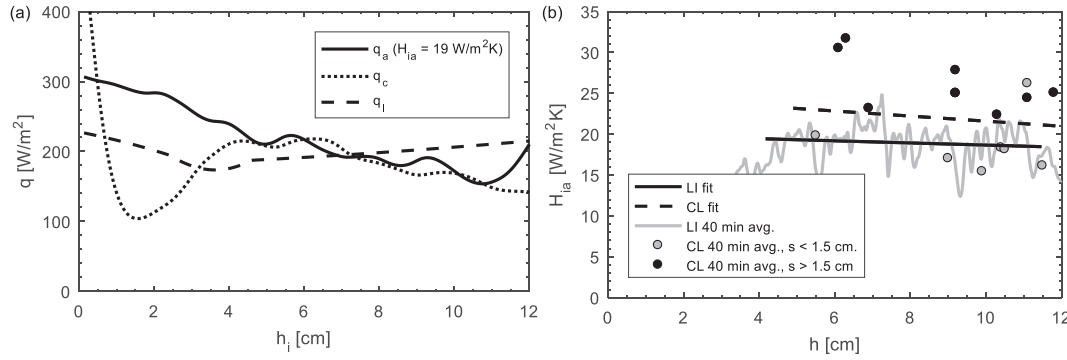 (a)
400
300
200
100
0
q [W/m²]
0 2 4 6 8 10 12
h_i [cm]
q_a (H_ia = 19 W/m²K)
q_c
q_l
(b)
35
30
25
20
15
10
5
0
H_ia [W/m²K]
0 2 4 6 8 10 12
h [cm]
LI fit
CL fit
LI 40 min avg.
CL 40 min avg., s < 1.5 cm.
CL 40 min avg., s > 1.5 cm